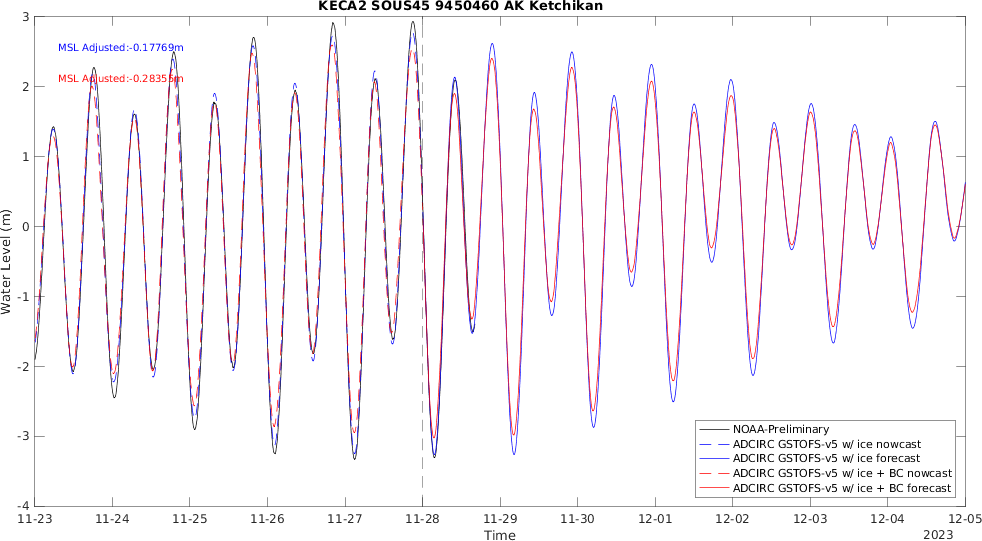 KECA2 SOUS45 9450460 AK Ketchikan
3
MSL Adjusted:-0.17769m
MSL Adjusted:-0.28355m
2
1
0
-1
-2
-3
-4
Water Level (m)
NOAA-Preliminary
ADCIRC GSTOFS-v5 w/ ice nowcast
ADCIRC GSTOFS-v5 w/ ice forecast
ADCIRC GSTOFS-v5 w/ ice + BC nowcast
ADCIRC GSTOFS-v5 w/ ice + BC forecast
11-23 11-24 11-25 11-26 11-27 11-28 11-29 11-30 12-01 12-02 12-03 12-04 12-05
Time
2023